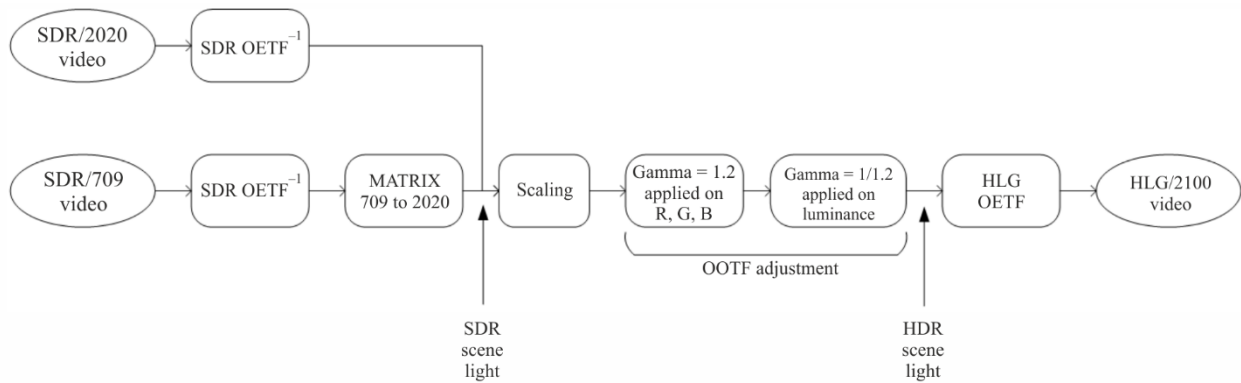 SDR/2020
video
SDR OETF⁻¹
SDR/709
video
SDR OETF⁻¹
MATRIX
709 to 2020
Scaling
Gamma = 1.2
applied on
R, G, B
Gamma = 1/1.2
applied on
luminance
HLG
OETF
HLG/2100
video
OOTF adjustment
SDR
scene
light
HDR
scene
light